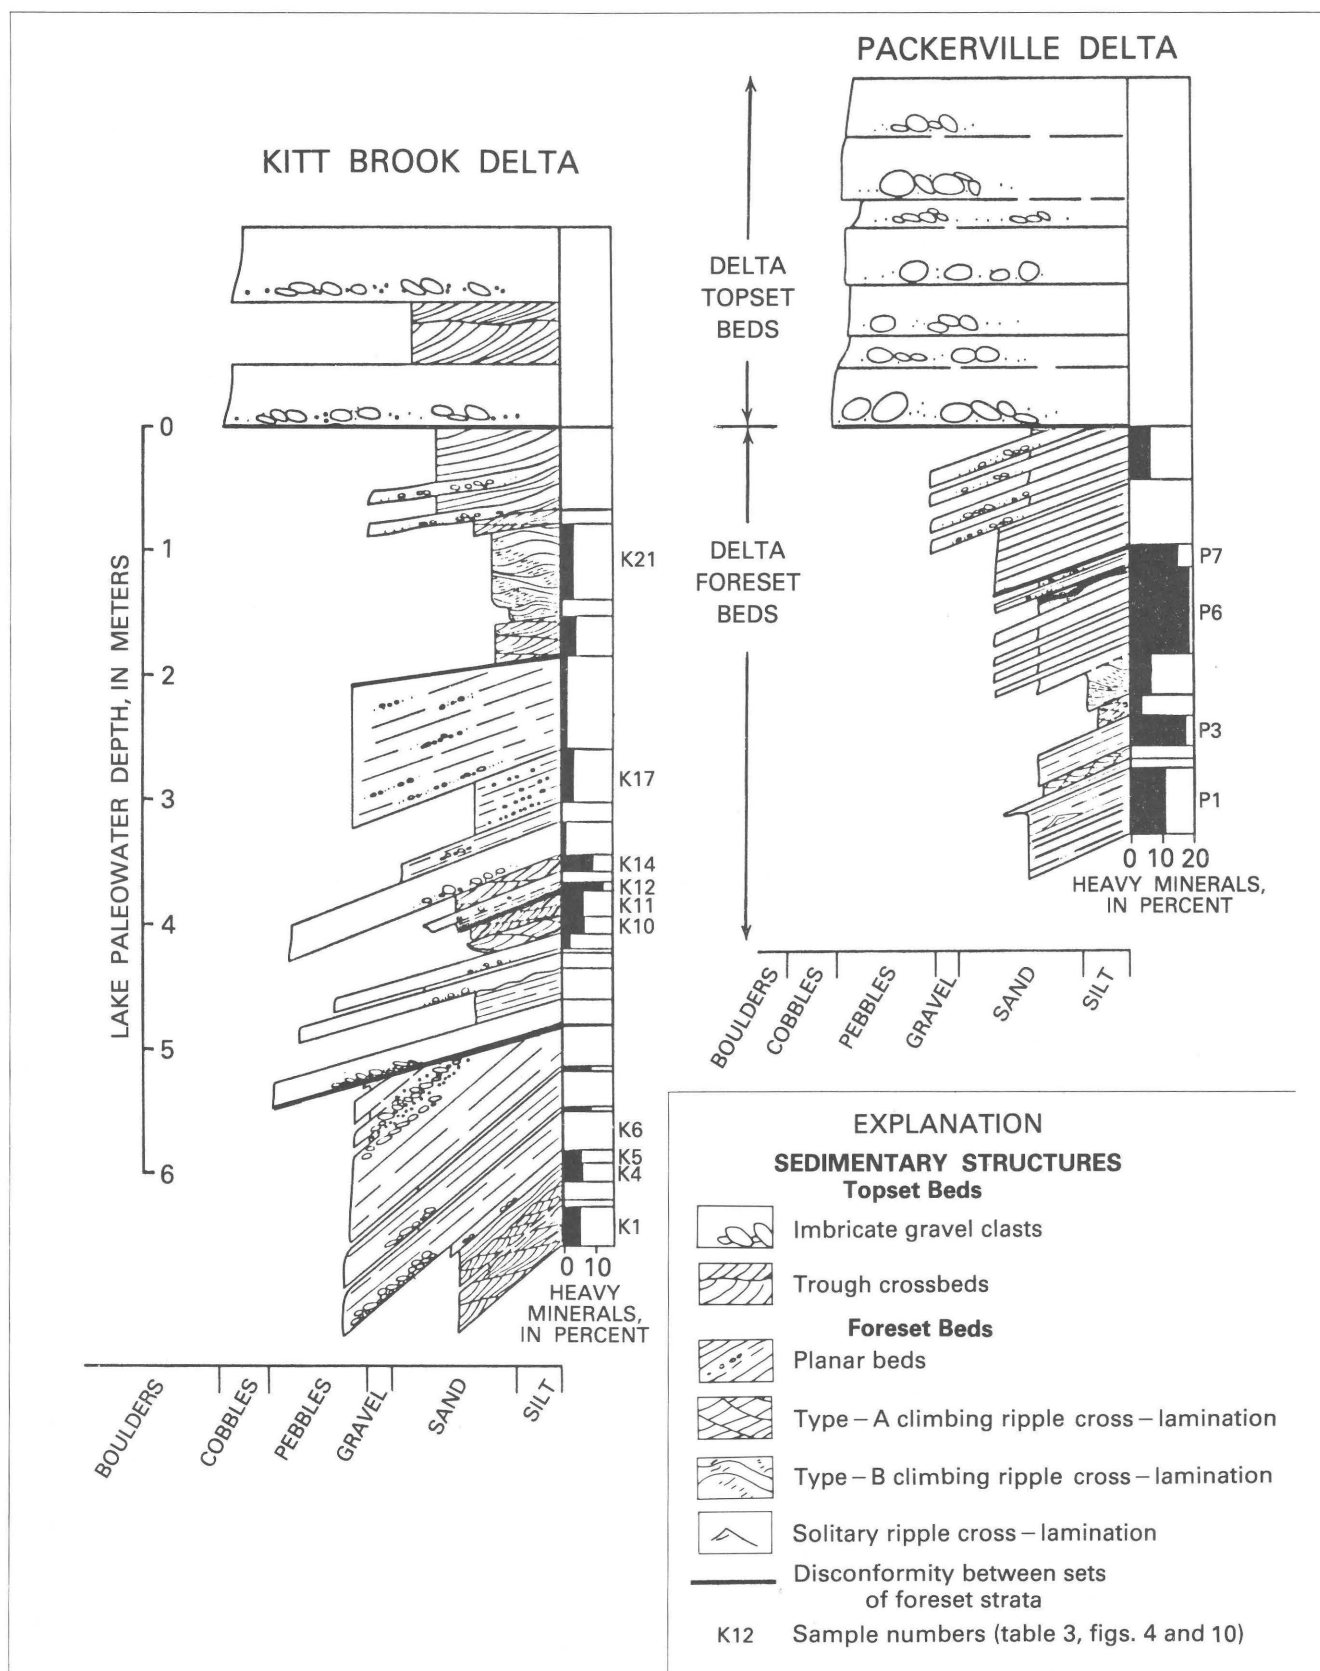 PACKERVILLE DELTA
KITT BROOK DELTA
DELTA
TOPSET
BEDS
DELTA
FORESET
BEDS
LAKE PALEOWATER DEPTH, IN METERS
0
1
2
3
4
5
6
K21
K17
K14
K12
K11
K10
K6
K5
K4
K1
0 10
HEAVY
MINERALS,
IN PERCENT
BOULDERS
COBBLES
PEBBLES
GRAVEL
SAND
SILT
P7
P6
P3
P1
0 10 20
HEAVY MINERALS,
IN PERCENT
BOULDERS
COBBLES
PEBBLES
GRAVEL
SAND
SILT
EXPLANATION
SEDIMENTARY STRUCTURES
Topset Beds
Imbricate gravel clasts
Trough crossbeds
Foreset Beds
Planar beds
Type–A climbing ripple cross–lamination
Type–B climbing ripple cross–lamination
Solitary ripple cross–lamination
Disconformity between sets
of foreset strata
K12 Sample numbers (table 3, figs. 4 and 10)